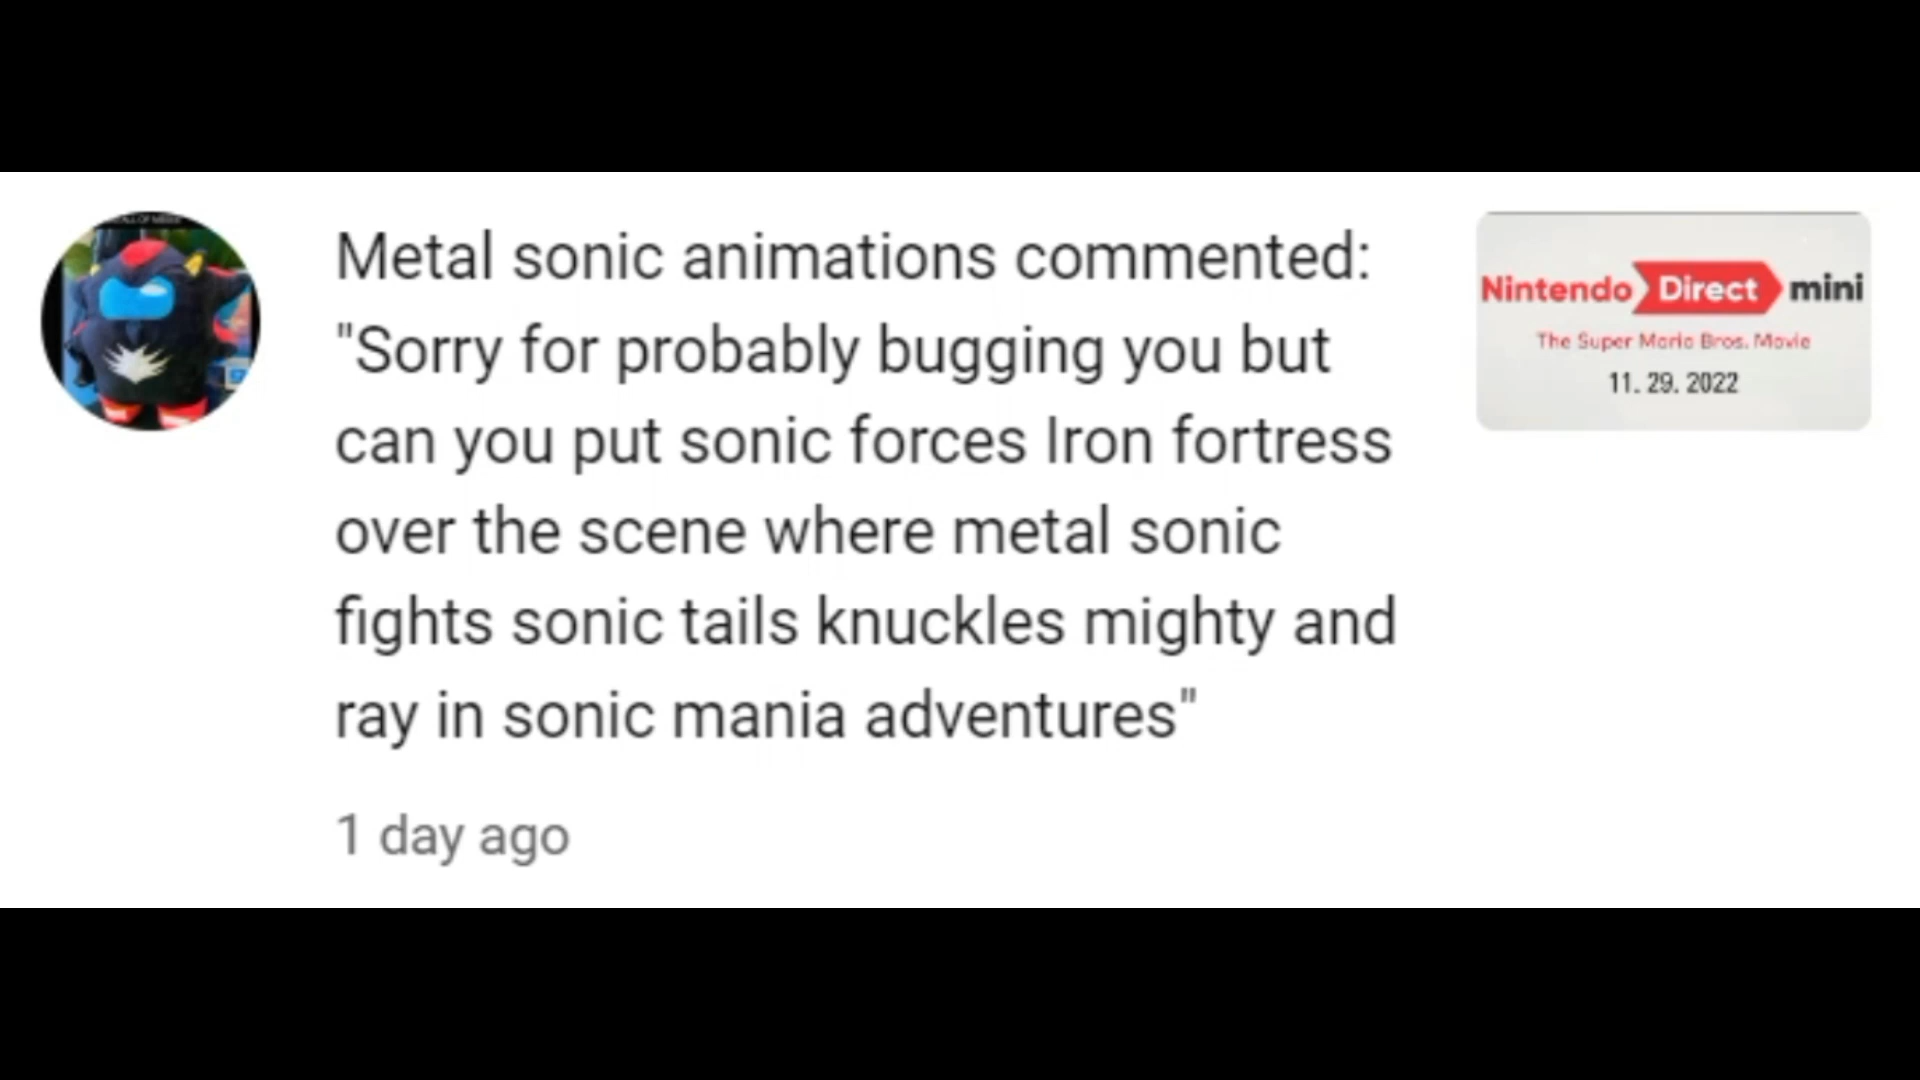 Metal sonic animations commented:
"Sorry for probably bugging you but
can you put sonic forces Iron fortress
over the scene where metal sonic
fights sonic tails knuckles mighty and
ray in sonic mania adventures"
1 day ago
Nintendo Direct mini
The Super Mario Bros. Movie
11. 29. 2022